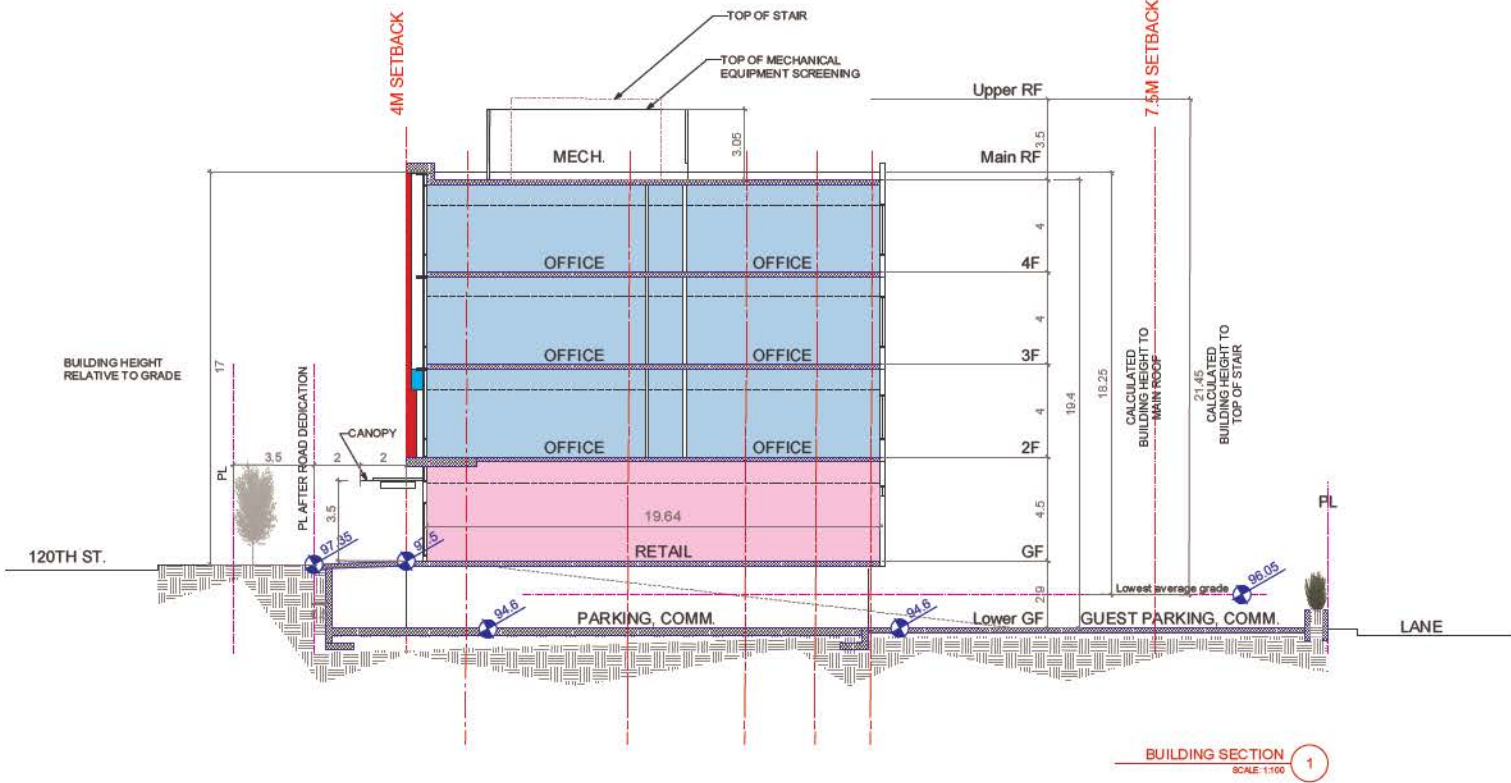 TOP OF STAIR
4M SETBACK
7.5M SETBACK
TOP OF MECHANICAL
EQUIPMENT SCREENING
Upper RF
3.05
3.5
MECH.
Main RF
4
OFFICE
OFFICE
4F
4
BUILDING HEIGHT
RELATIVE TO GRADE
17
OFFICE
OFFICE
3F
CALCULATED
BUILDING HEIGHT TO
MAIN ROOF
18.25
19.4
21.45
CALCULATED
BUILDING HEIGHT TO
TOP OF STAIR
4
CANOPY
OFFICE
OFFICE
2F
PL
3.5
PL AFTER ROAD DEDICATION
2
2
3.5
PL
4.5
19.64
97.35
97.5
RETAIL
GF
120TH ST.
96.05
Lowest average grade
2.9
94.6
PARKING, COMM.
94.6
Lower GF
GUEST PARKING, COMM.
LANE
BUILDING SECTION
SCALE: 1:100
1